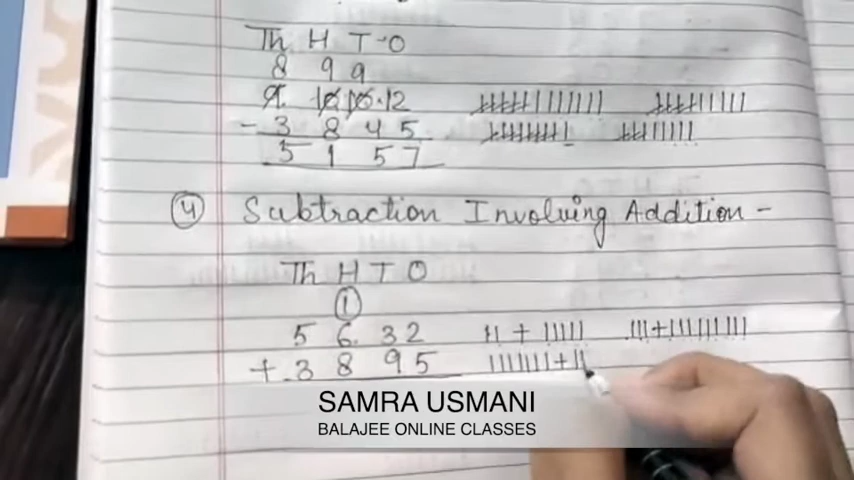 Th H T-O
8 9 9
9. 10 10.12
- 3 8 4 5
5 1 5 7
4 Subtraction Involving Addition -
Th H T O
1
5 6. 3 2 || + ||||| |||+||||||||
+ 3 8 9 5 |||||||+||
SAMRA USMANI
BALAJEE ONLINE CLASSES